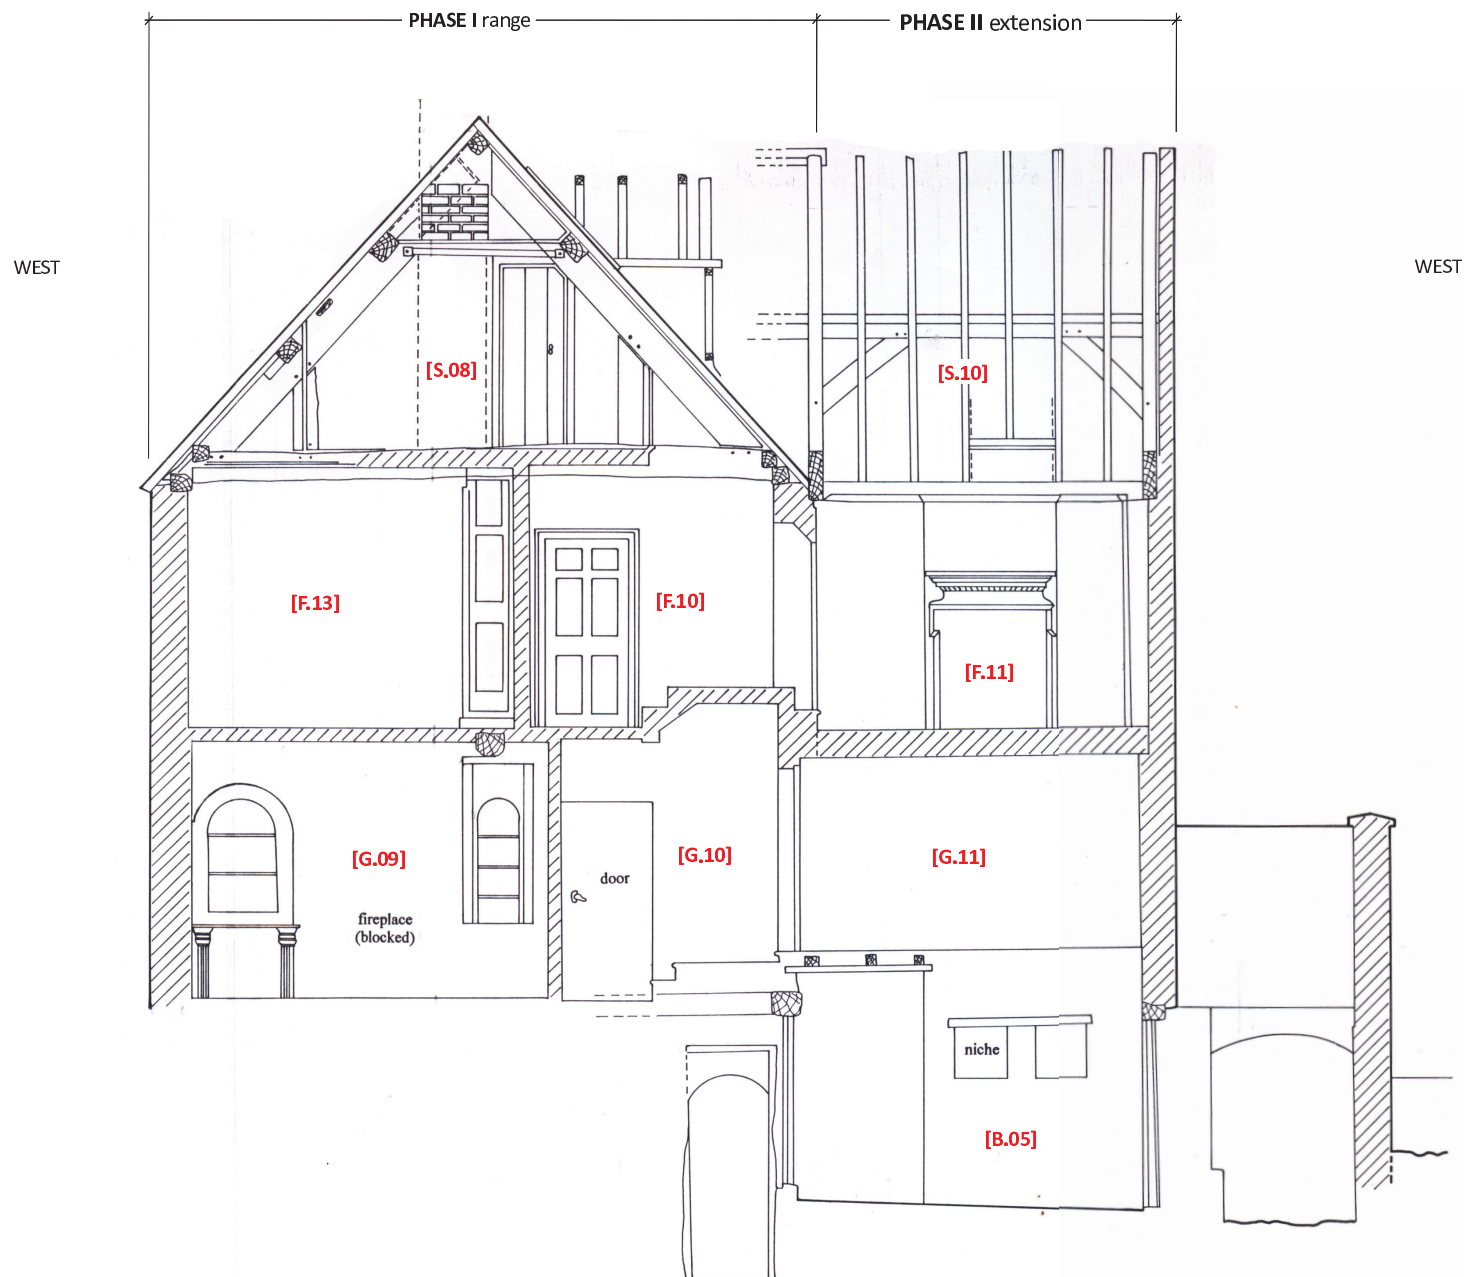 PHASE I range
PHASE II extension
WEST
WEST
[S.08]
[S.10]
[F.13]
[F.10]
[F.11]
[G.09]
[G.10]
[G.11]
door
fireplace
(blocked)
niche
[B.05]